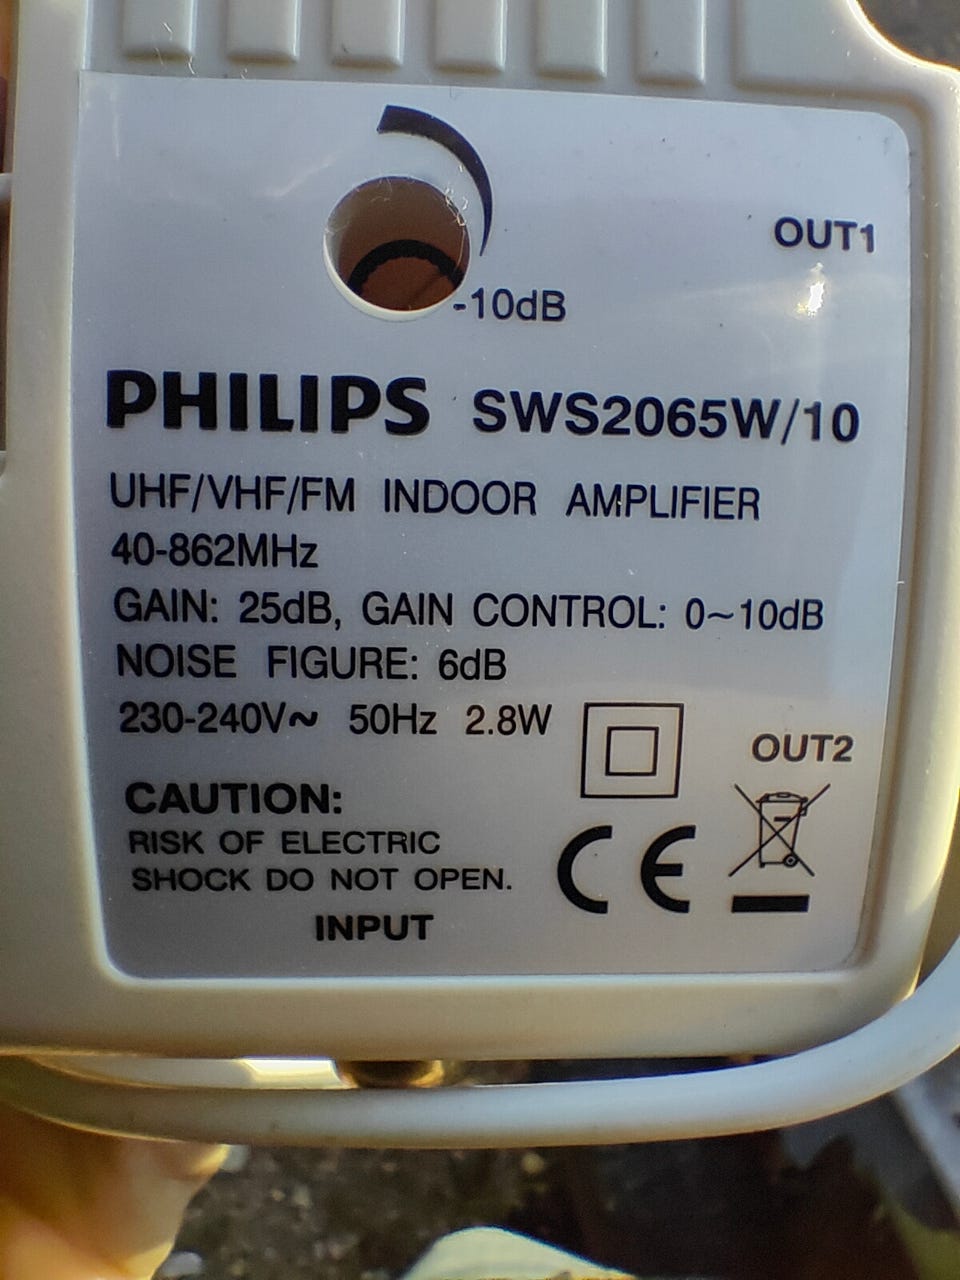 OUT1
-10dB
PHILIPS SWS2065W/10
UHF/VHF/FM INDOOR AMPLIFIER
40-862MHz
GAIN: 25dB, GAIN CONTROL: 0~10dB
NOISE FIGURE: 6dB
230-240V~ 50Hz 2.8W
OUT2
CAUTION:
RISK OF ELECTRIC
SHOCK DO NOT OPEN.
CE
INPUT